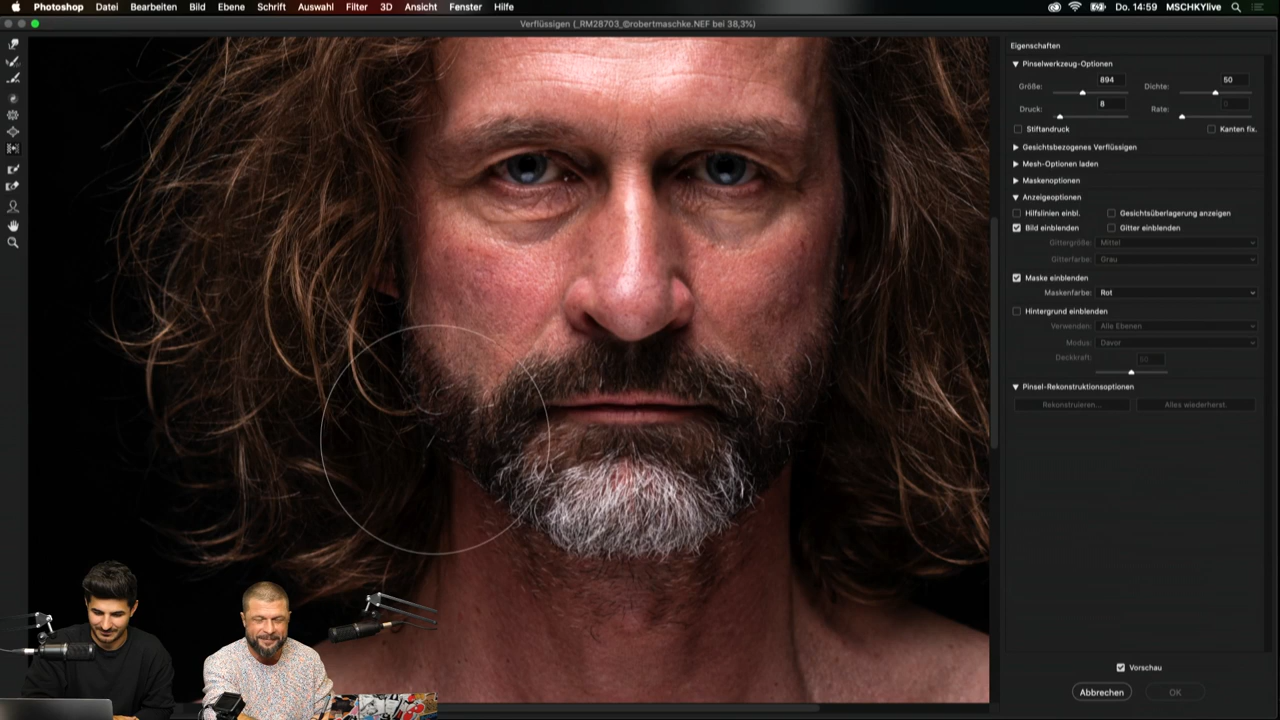 Photoshop Datei Bearbeiten Bild Ebene Schrift Auswahl Filter 3D Ansicht Fenster Hilfe Do. 14:59 MSCHKYlive
Verflüssigen (_RM28703_©robertmaschke.NEF bei 38,3%)
Eigenschaften
Pinselwerkzeug-Optionen
Größe: 894 Dichte: 50
Druck: 8 Rate: 0
Stiftandruck Kanten fix.
Gesichtsbezogenes Verflüssigen
Mesh-Optionen laden
Maskenoptionen
Anzeigeoptionen
Hilfslinien einbl. Gesichtsüberlagerung anzeigen
Bild einblenden Gitter einblenden
Gittergröße: Mittel
Gitterfarbe: Grau
Maske einblenden
Maskenfarbe: Rot
Hintergrund einblenden
Verwenden: Alle Ebenen
Modus: Davor
Deckkraft: 50
Pinsel-Rekonstruktionsoptionen
Rekonstruieren... Alles wiederherst.
Vorschau
Abbrechen OK